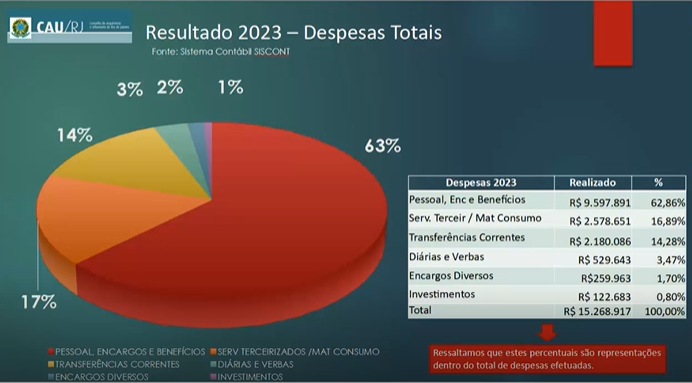 CAU/RJ
Resultado 2023 – Despesas Totais
Fonte: Sistema Contábil SISCONT
3%
2%
1%
14%
63%
17%
Despesas 2023 Realizado %
Pessoal, Enc e Benefícios R$ 9.597.891 62,86%
Serv. Terceir / Mat Consumo R$ 2.578.651 16,89%
Transferências Correntes R$ 2.180.086 14,28%
Diárias e Verbas R$ 529.643 3,47%
Encargos Diversos R$259.963 1,70%
Investimentos R$ 122.683 0,80%
Total R$ 15.268.917 100,00%
PESSOAL, ENCARGOS E BENEFÍCIOS SERV TERCEIRIZADOS /MAT CONSUMO
TRANSFERÊNCIAS CORRENTES DIÁRIAS E VERBAS
ENCARGOS DIVERSOS INVESTIMENTOS
Ressaltamos que estes percentuais são representações
dentro do total de despesas efetuadas.